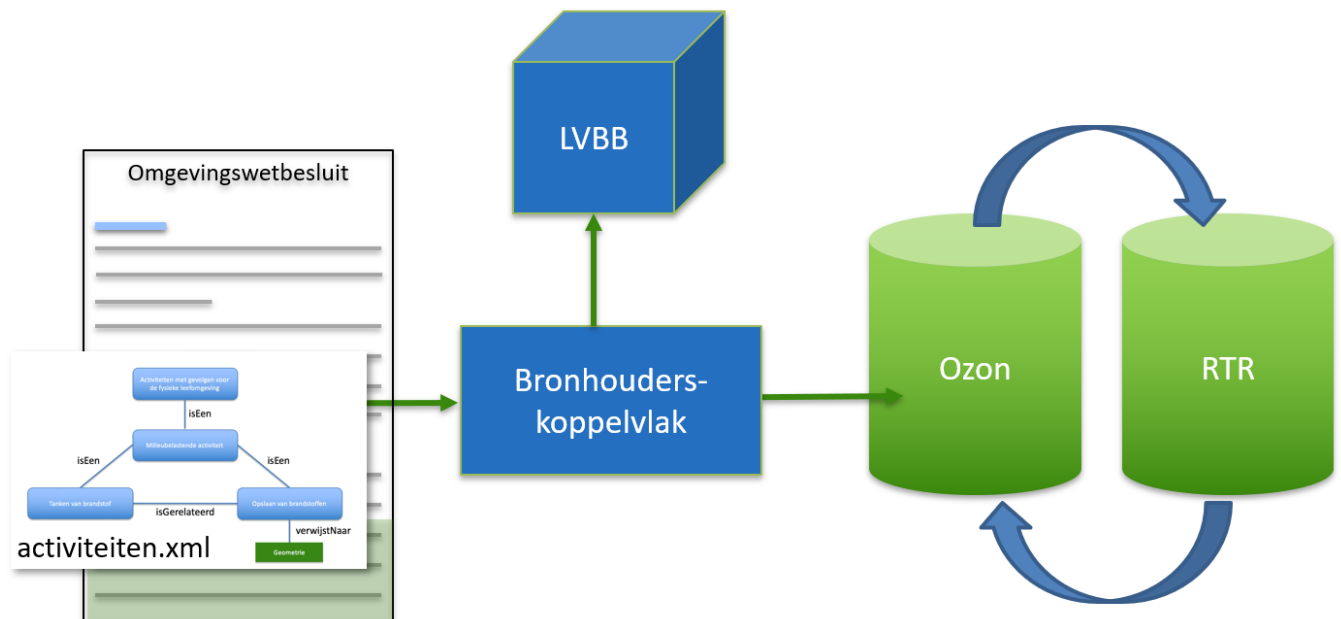 LVBB
Omgevingswetbesluit
Activiteiten met gevolgen voor
de fysieke leefomgeving
isEen
Milieubelastende activiteit
isEen
isEen
Tanken van brandstof
Opslaan van brandstoffen
isGerelateerd
verwijstNaar
Geometrie
activiteiten.xml
Bronhouders-
koppelvlak
Ozon
RTR